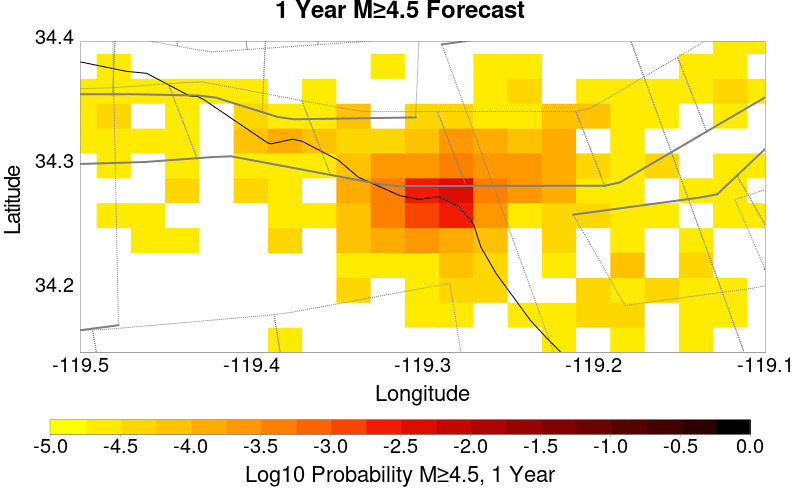 1 Year M≥4.5 Forecast
34.4
34.3
34.2
Latitude
-119.5 -119.4 -119.3 -119.2 -119.1
Longitude
-5.0 -4.5 -4.0 -3.5 -3.0 -2.5 -2.0 -1.5 -1.0 -0.5 0.0
Log10 Probability M≥4.5, 1 Year